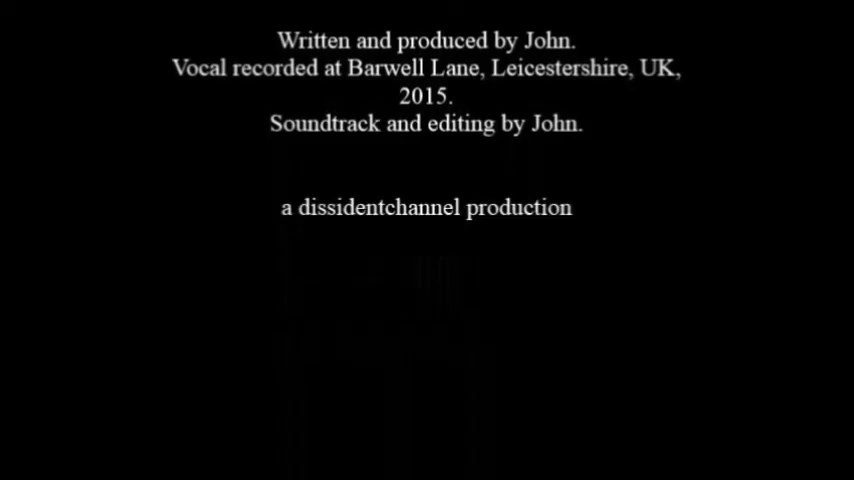 Written and produced by John.
Vocal recorded at Barwell Lane, Leicestershire, UK,
2015.
Soundtrack and editing by John.
a dissidentchannel production